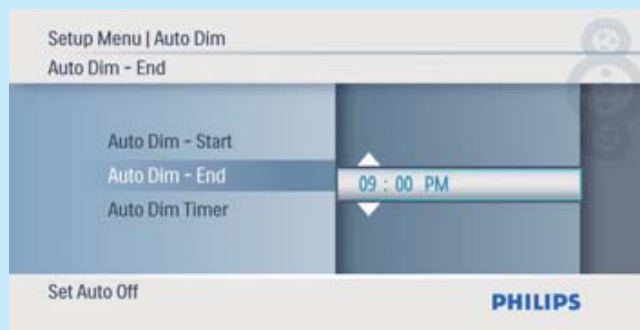 Setup Menu | Auto Dim
Auto Dim - End
Auto Dim - Start
Auto Dim - End
09 : 00 PM
Auto Dim Timer
Set Auto Off
PHILIPS